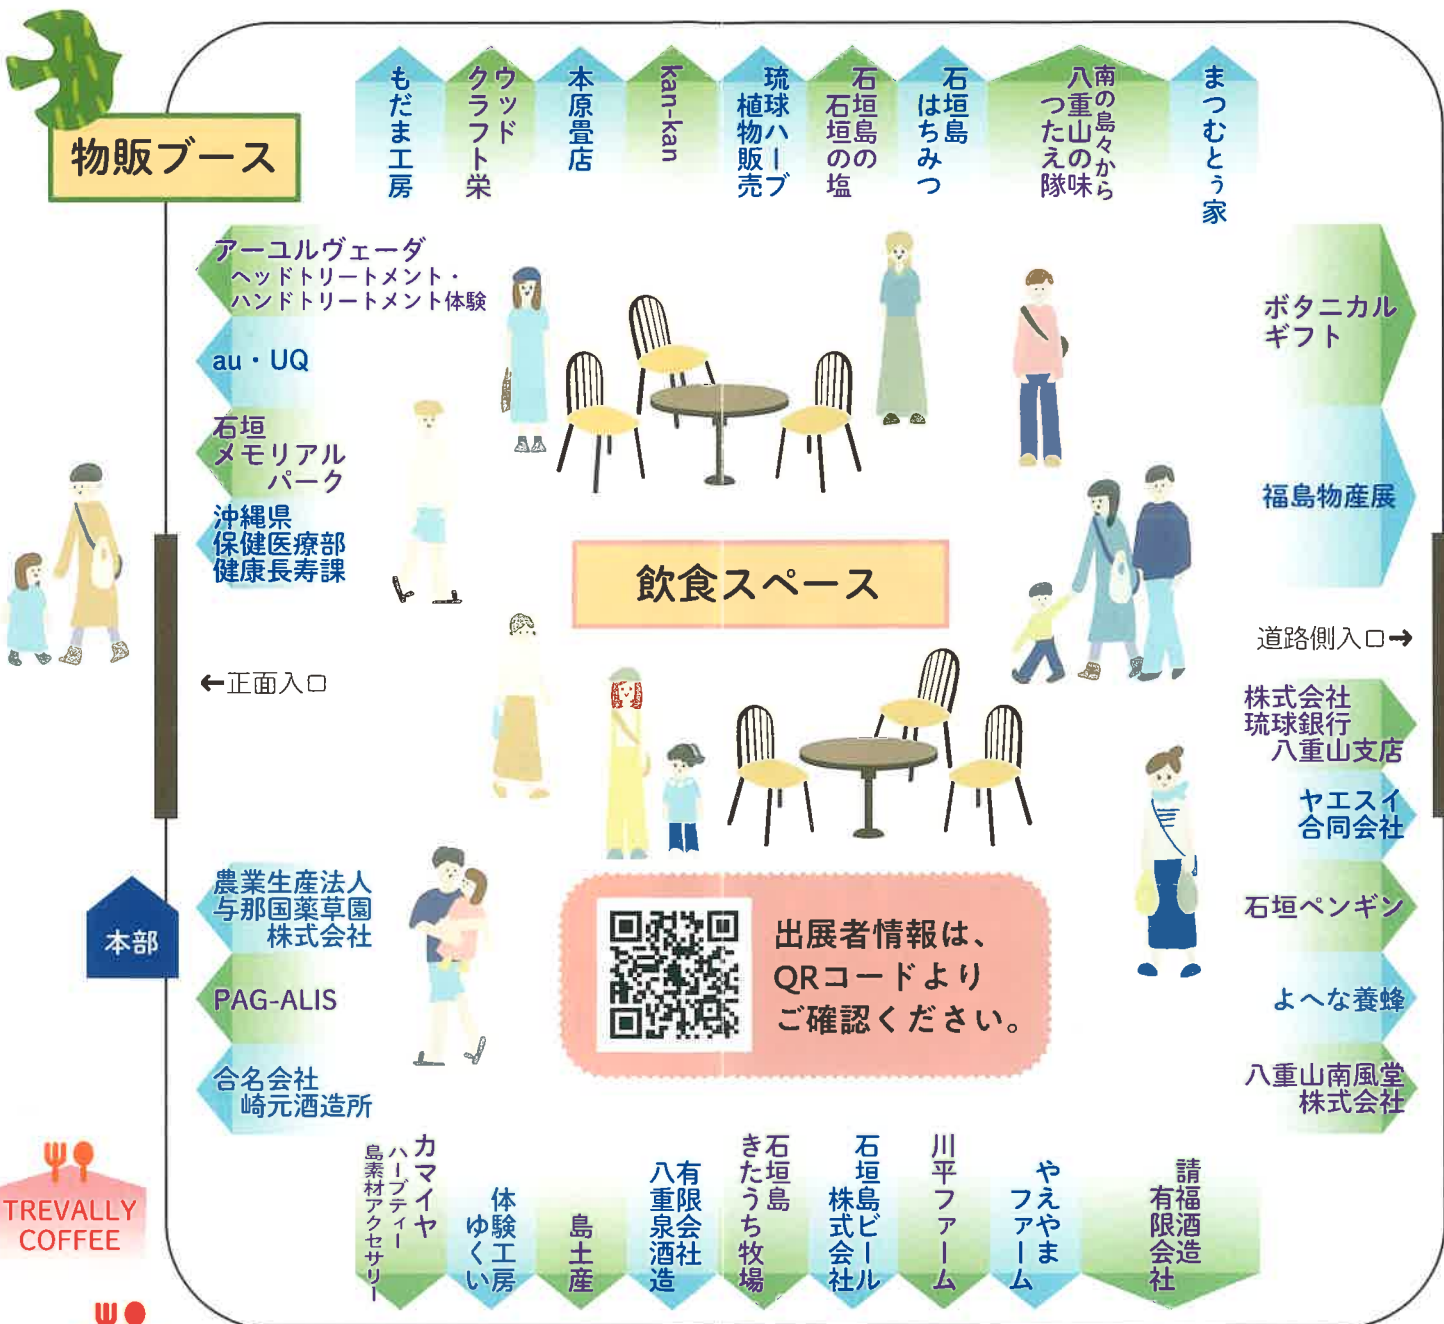 物販ブース
もだま工房
ウッド
クラフト栄
本原畳店
kan-kan
琉球ハーブ
植物販売
石垣島の
石垣の塩
石垣島
はちみつ
南の島々から
八重山の味
つたえ隊
まつむとぅ家
アーユルヴェーダ
ヘッドトリートメント・
ハンドトリートメント体験
au・UQ
石垣
メモリアル
パーク
沖縄県
保健医療部
健康長寿課
←正面入口
本部
農業生産法人
与那国薬草園
株式会社
PAG-ALIS
合名会社
崎元酒造所
飲食スペース
出展者情報は、
QRコードより
ご確認ください。
ボタニカル
ギフト
福島物産展
道路側入口→
株式会社
琉球銀行
八重山支店
ヤエスイ
合同会社
石垣ペンギン
よへな養蜂
八重山南風堂
株式会社
カマイヤ
ハーブティー
島素材アクセサリー
体験工房
ゆくい
島土産
有限会社
八重泉酒造
石垣島
きたうち牧場
石垣島ビール
株式会社
川平ファーム
やえやま
ファーム
請福酒造
有限会社
TREVALLY
COFFEE